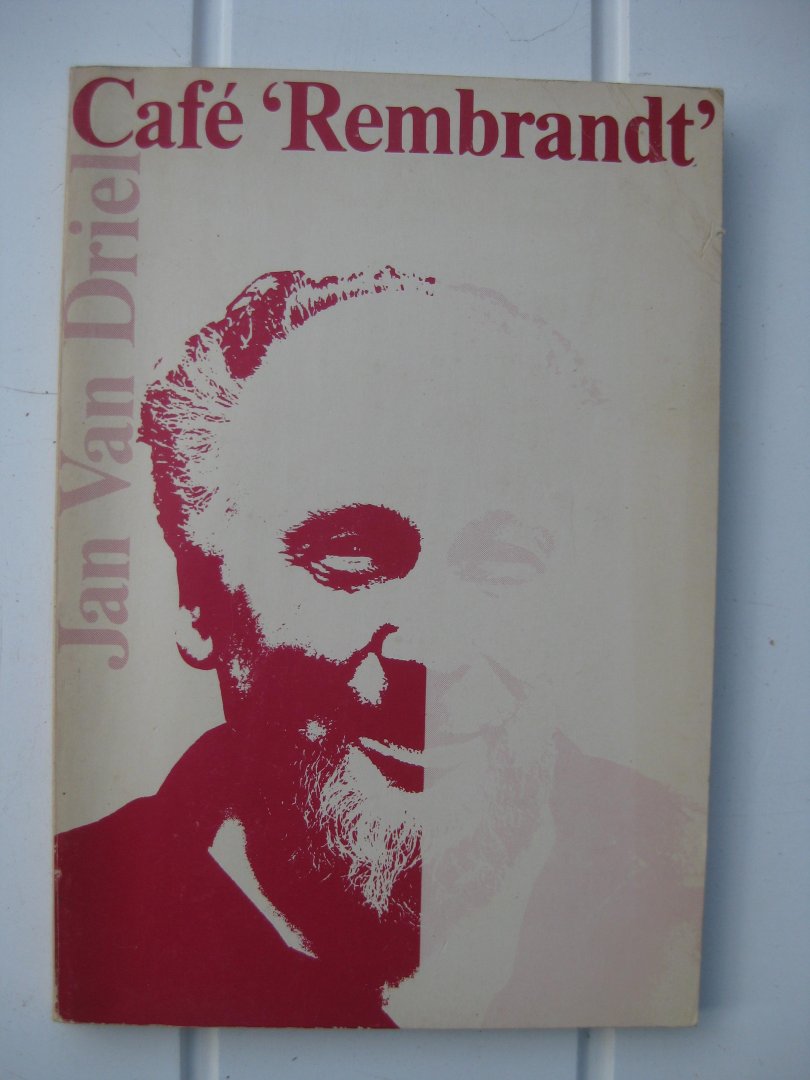 Café ‘Rembrandt’
Jan Van Driel